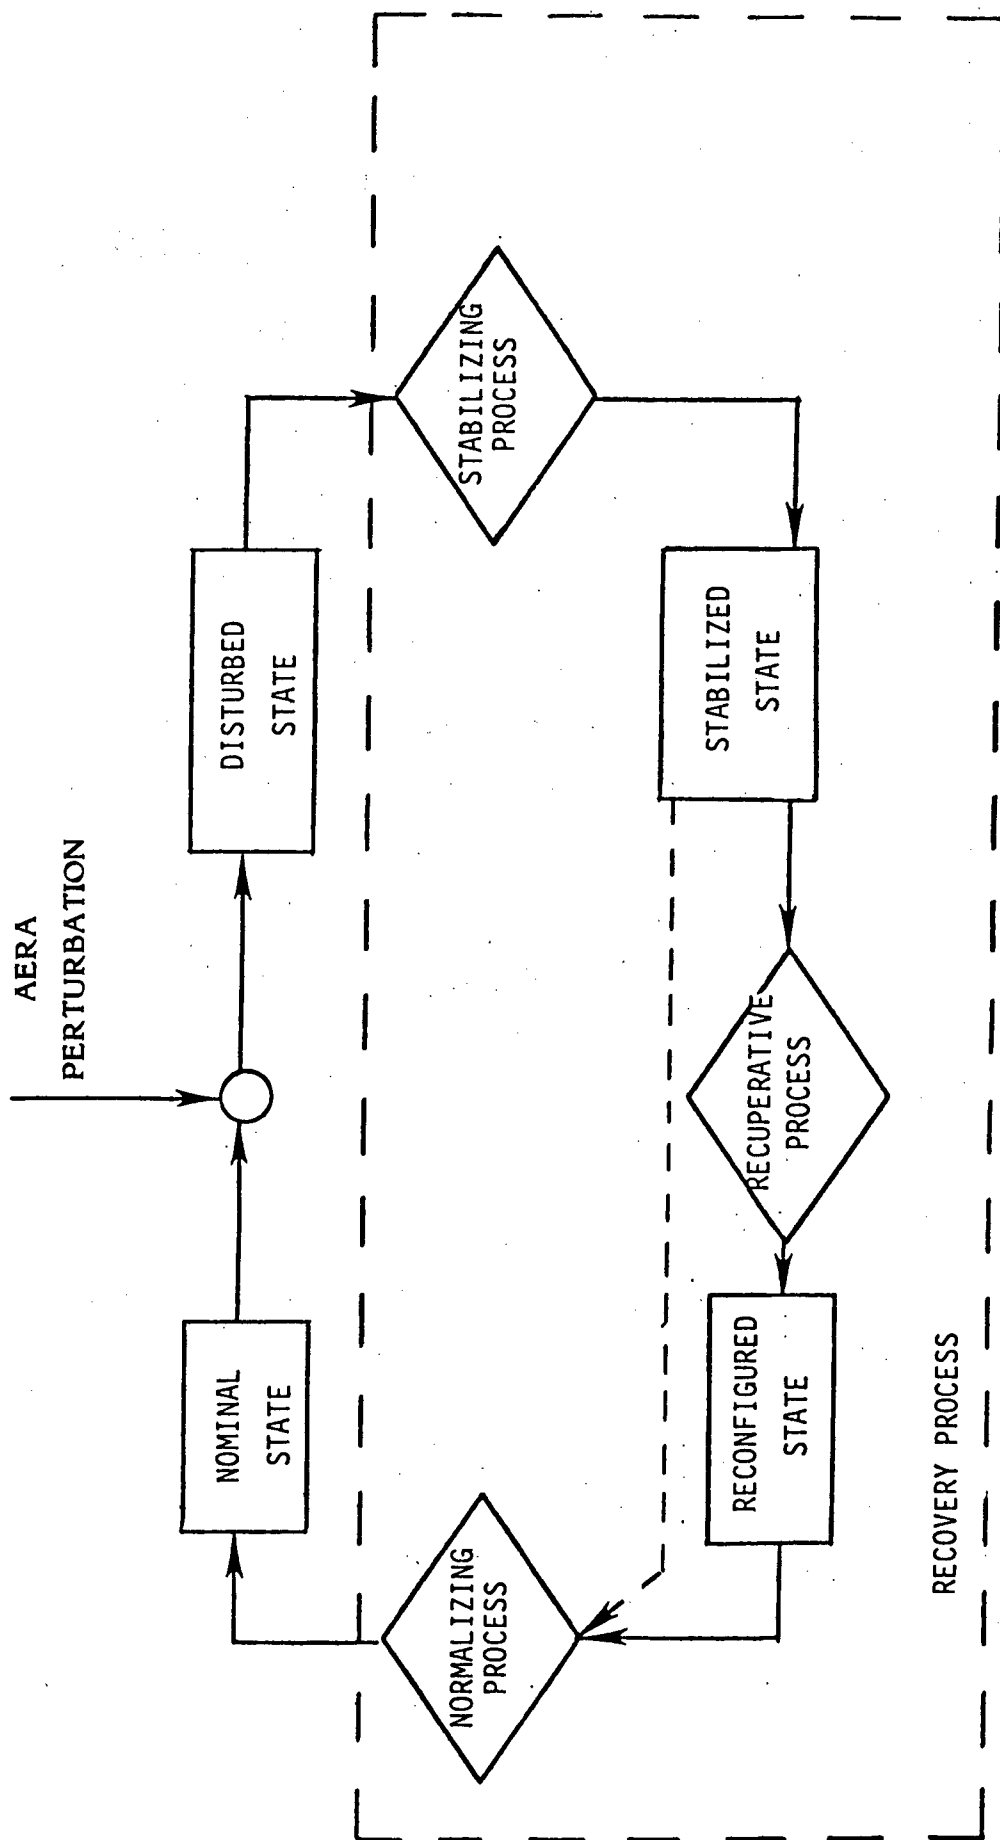 AERA
PERTURBATION
NOMINAL
STATE
DISTURBED
STATE
NORMALIZING
PROCESS
STABILIZING
PROCESS
RECONFIGURED
STATE
RECUPERATIVE
PROCESS
STABILIZED
STATE
RECOVERY PROCESS